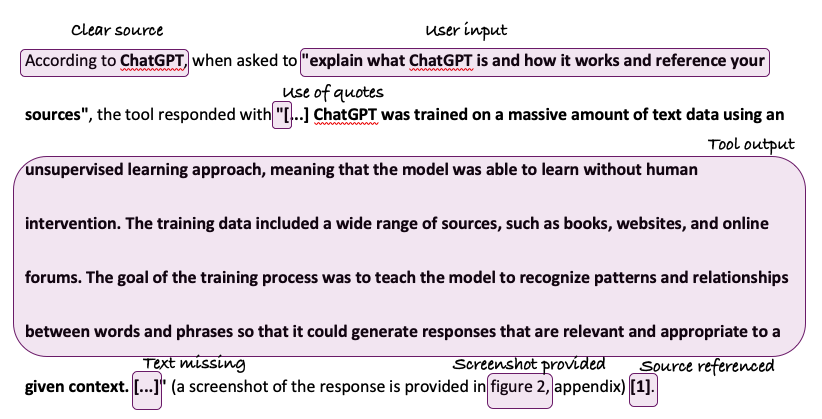 Clear source User input
According to ChatGPT, when asked to "explain what ChatGPT is and how it works and reference your
Use of quotes
sources", the tool responded with "[...] ChatGPT was trained on a massive amount of text data using an
Tool output
unsupervised learning approach, meaning that the model was able to learn without human
intervention. The training data included a wide range of sources, such as books, websites, and online
forums. The goal of the training process was to teach the model to recognize patterns and relationships
between words and phrases so that it could generate responses that are relevant and appropriate to a
Text missing Screenshot provided Source referenced
given context. [...]" (a screenshot of the response is provided in figure 2, appendix) [1].